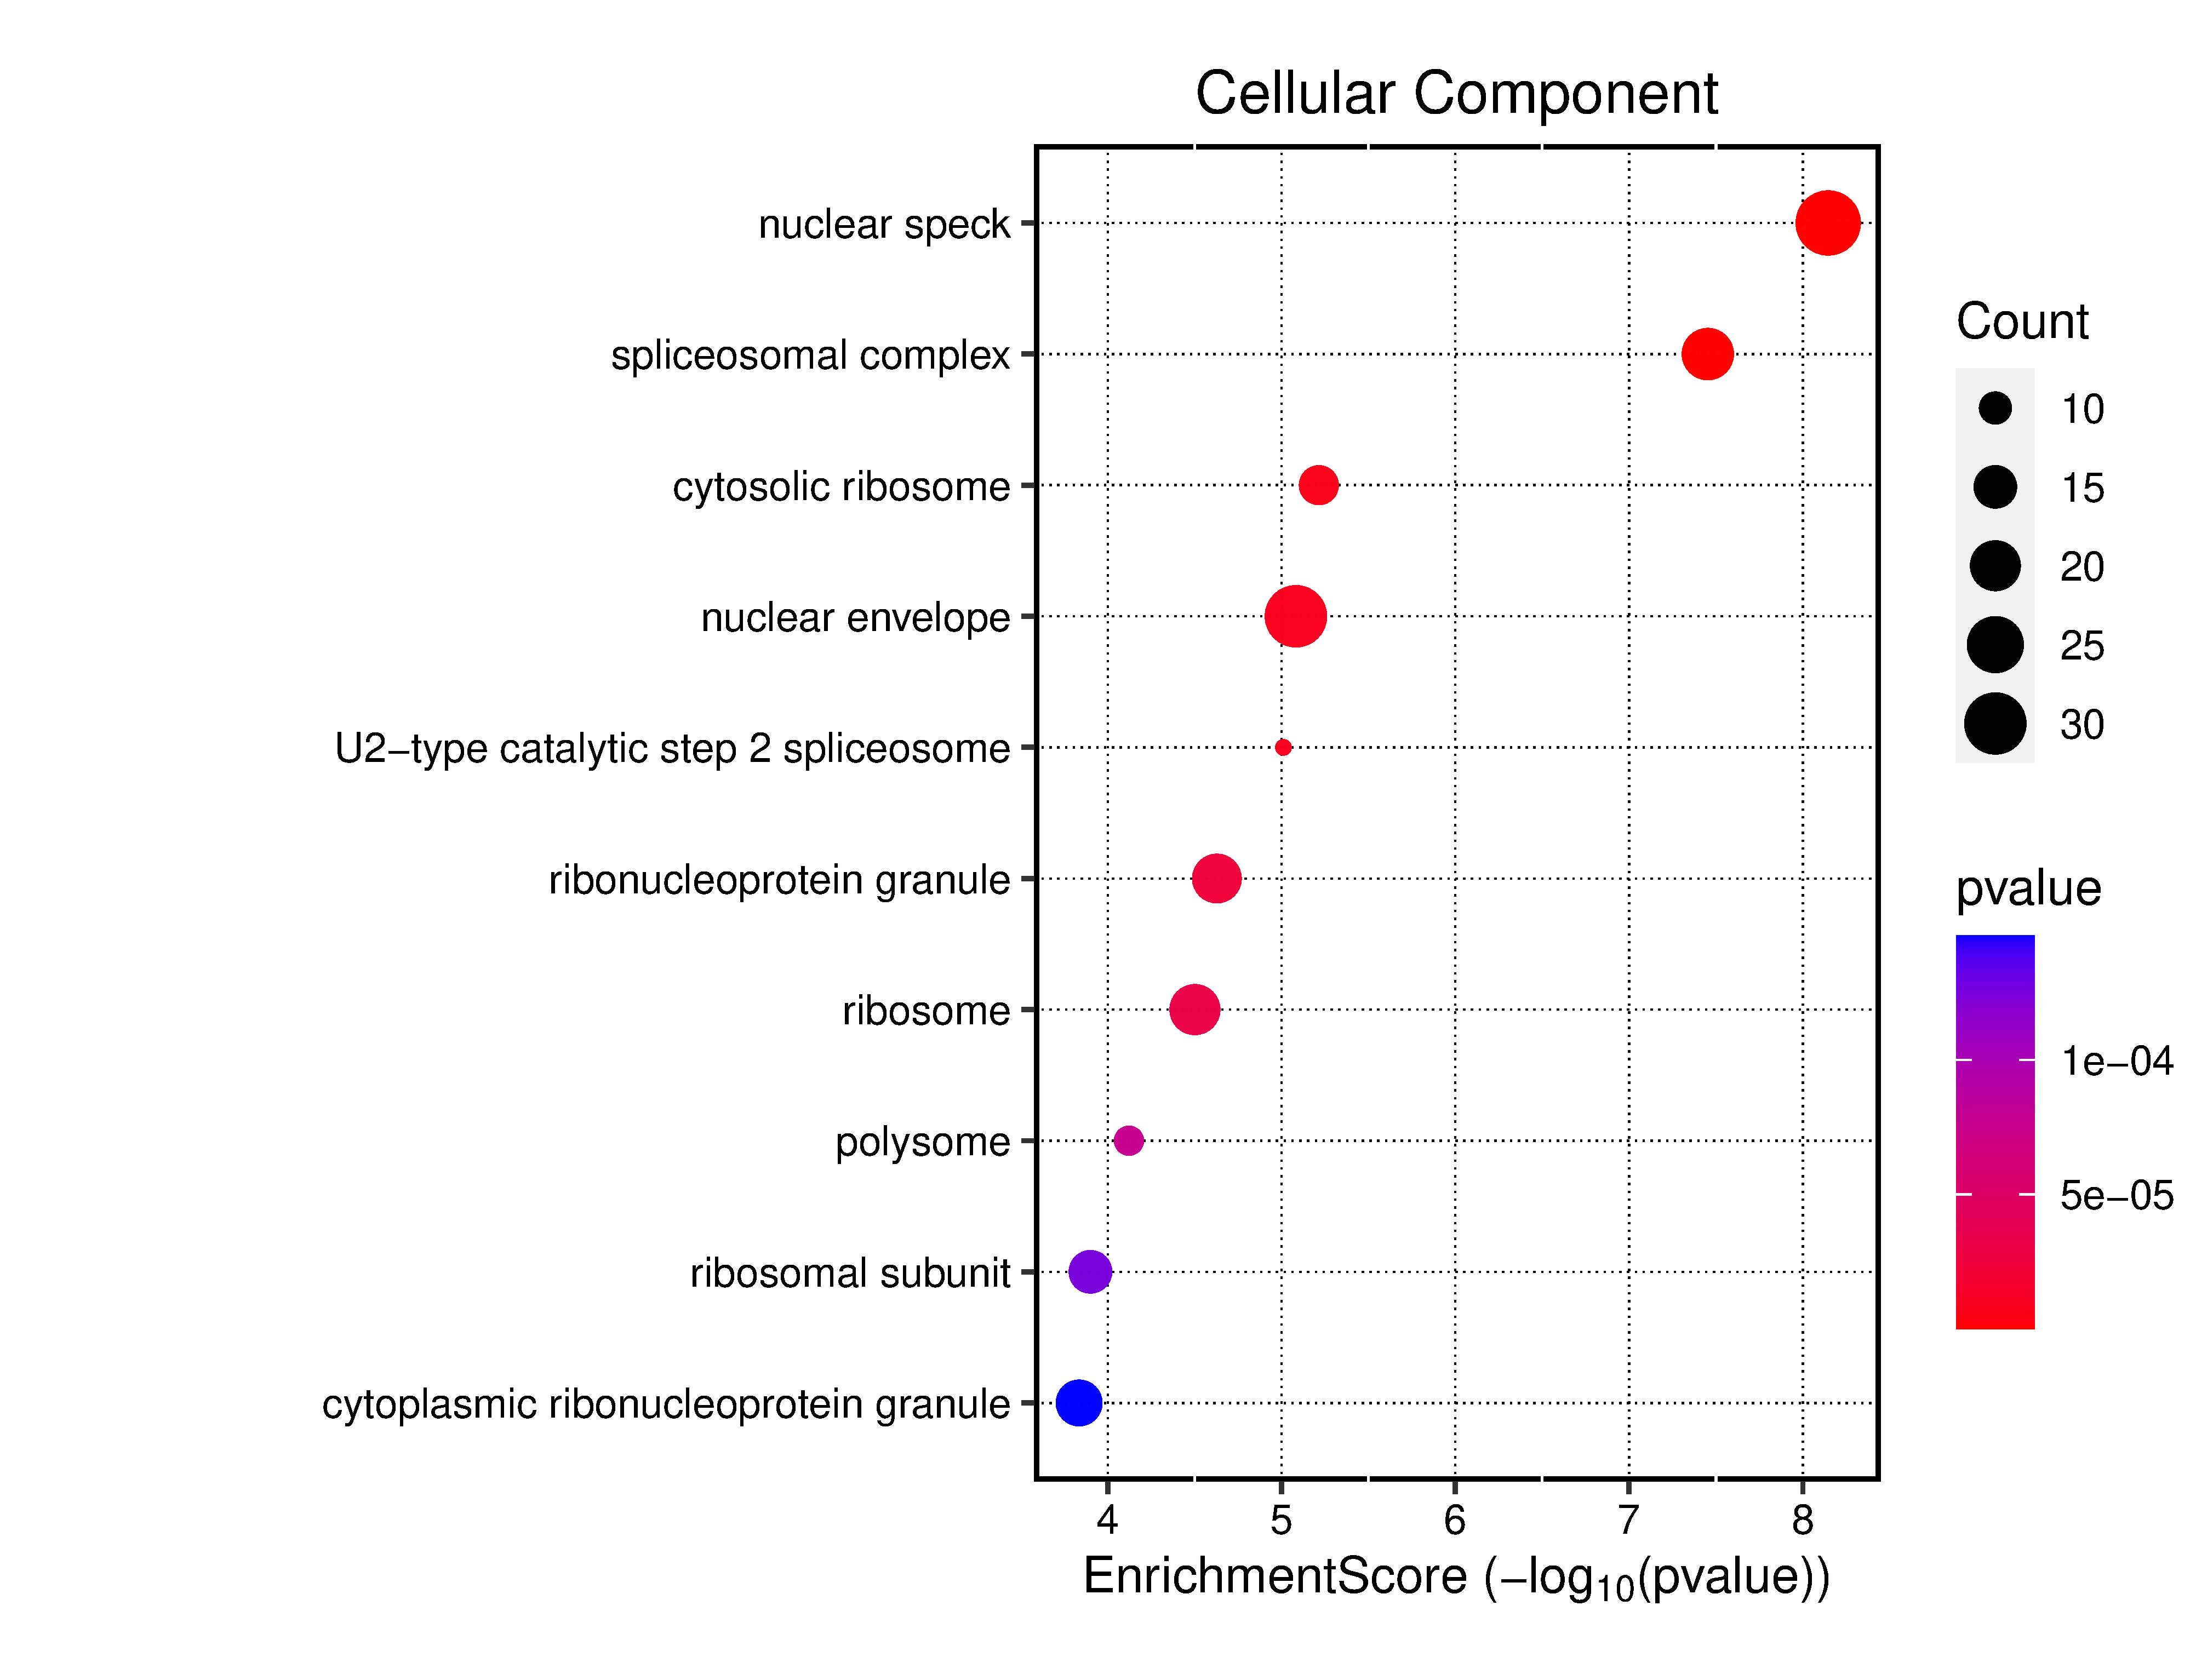 Cellular Component
nuclear speck
spliceosomal complex
cytosolic ribosome
nuclear envelope
U2−type catalytic step 2 spliceosome
ribonucleoprotein granule
ribosome
polysome
ribosomal subunit
cytoplasmic ribonucleoprotein granule
4 5 6 7 8
EnrichmentScore (−log10(pvalue))
Count
10
15
20
25
30
pvalue
1e−04
5e−05